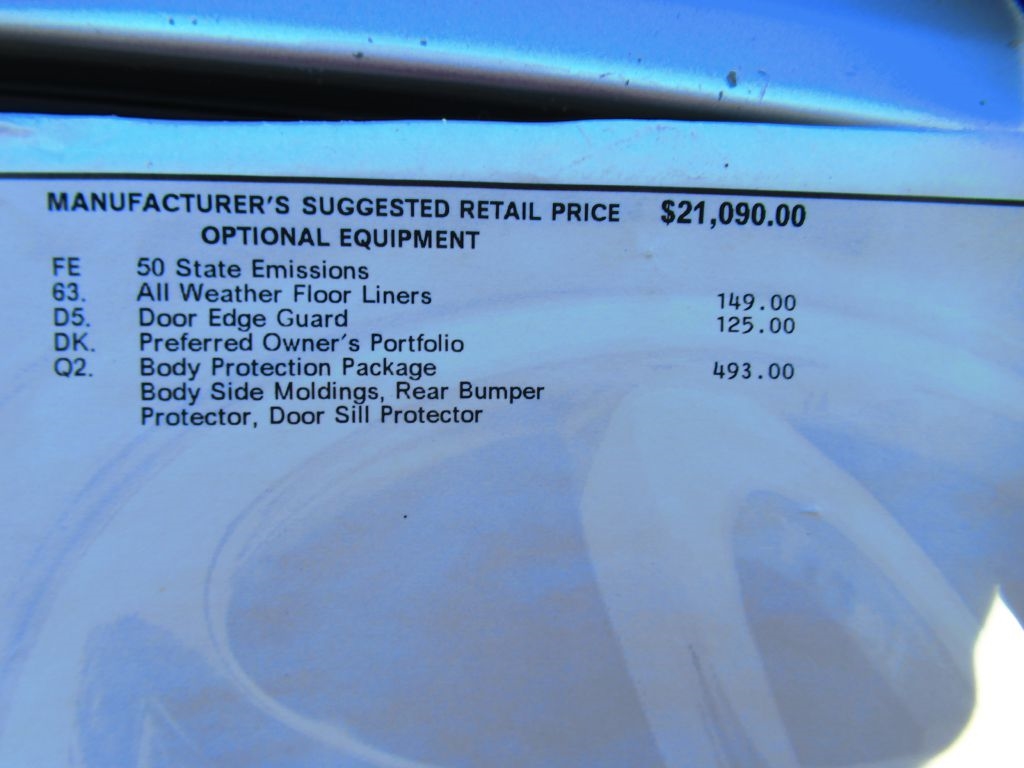 MANUFACTURER'S SUGGESTED RETAIL PRICE $21,090.00
OPTIONAL EQUIPMENT
FE 50 State Emissions
63. All Weather Floor Liners 149.00
D5. Door Edge Guard 125.00
DK. Preferred Owner's Portfolio
Q2. Body Protection Package 493.00
Body Side Moldings, Rear Bumper
Protector, Door Sill Protector